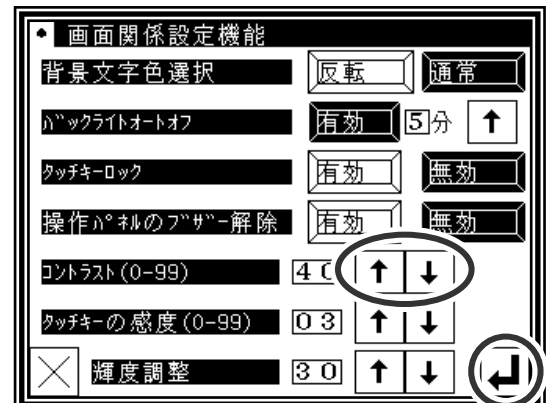 • 画面関係設定機能
背景文字色選択 反転 通常
ﾊﾞｯｸﾗｲﾄｵｰﾄｵﾌ 有効 5分 ↑
ﾀｯﾁｷｰﾛｯｸ 有効 無効
操作ﾊﾟﾈﾙのﾌﾞｻﾞｰ解除 有効 無効
ｺﾝﾄﾗｽﾄ(0-99) 40 ↑ ↓
ﾀｯﾁｷｰの感度(0-99) 03 ↑ ↓
輝度調整 30 ↑ ↓ ↵